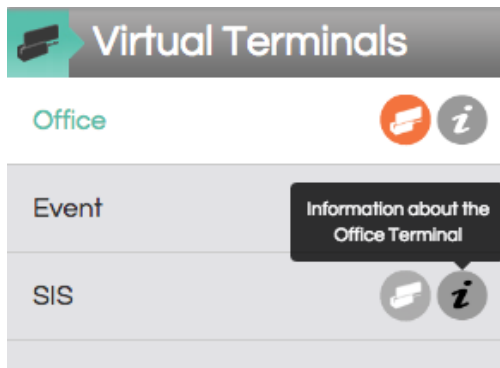 Virtual Terminals
Office
i
Event
Information about the
Office Terminal
SIS
i